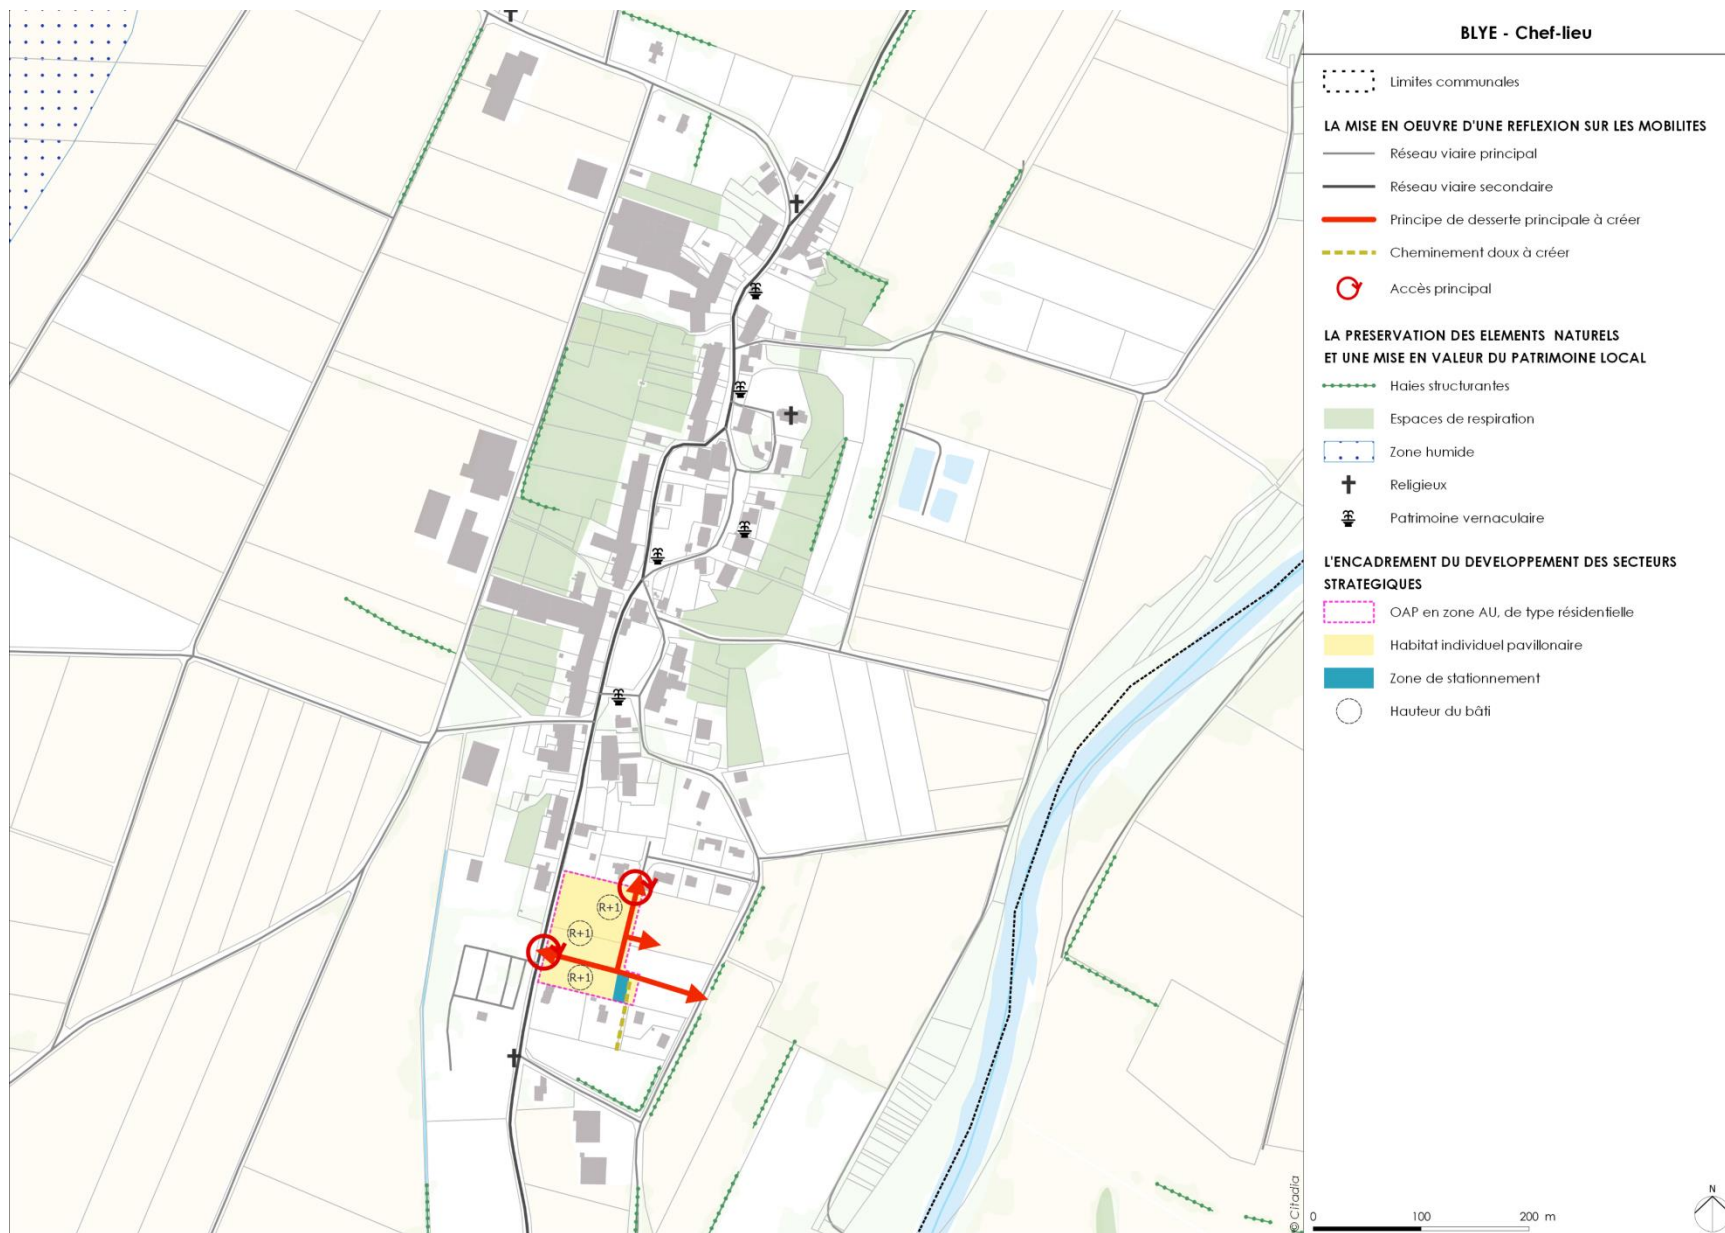 BLYE - Chef-lieu
Limites communales
LA MISE EN OEUVRE D'UNE REFLEXION SUR LES MOBILITES
Réseau viaire principal
Réseau viaire secondaire
Principe de desserte principale à créer
Cheminement doux à créer
Accès principal
LA PRESERVATION DES ELEMENTS NATURELS
ET UNE MISE EN VALEUR DU PATRIMOINE LOCAL
Haies structurantes
Espaces de respiration
Zone humide
Religieux
Patrimoine vernaculaire
L'ENCADREMENT DU DEVELOPPEMENT DES SECTEURS
STRATEGIQUES
OAP en zone AU, de type résidentielle
Habitat individuel pavillonaire
Zone de stationnement
Hauteur du bâti
R+1
R+1
R+1
© Citadia
N
0 100 200 m